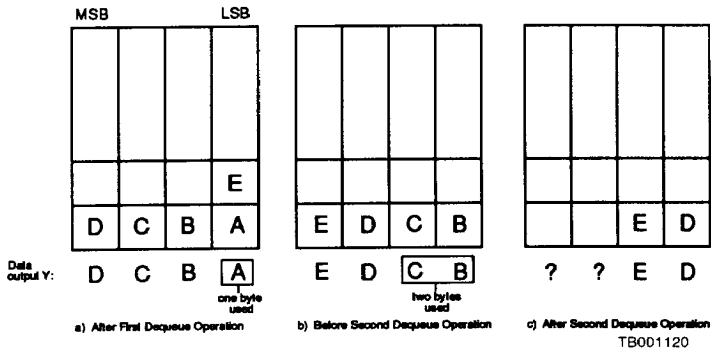 MSB LSB
E
D C B A E D C B E D
Data output Y: D C B A E D C B ? ? E D
one byte used two bytes used
a) After First Dequeue Operation b) Before Second Dequeue Operation c) After Second Dequeue Operation
TB001120